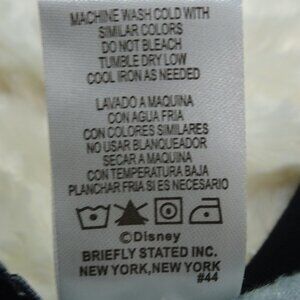 MACHINE WASH COLD WITH
SIMILAR COLORS
DO NOT BLEACH
TUMBLE DRY LOW
COOL IRON AS NEEDED
LAVADO A MAQUINA
CON AGUA FRIA
CON COLORES SIMILARES
NO USAR BLANQUEADOR
SECAR A MAQUINA
CON TEMPERATURA BAJA
PLANCHAR FRIA SI ES NECESARIO
©Disney
BRIEFLY STATED INC.
NEW YORK,NEW YORK
#44